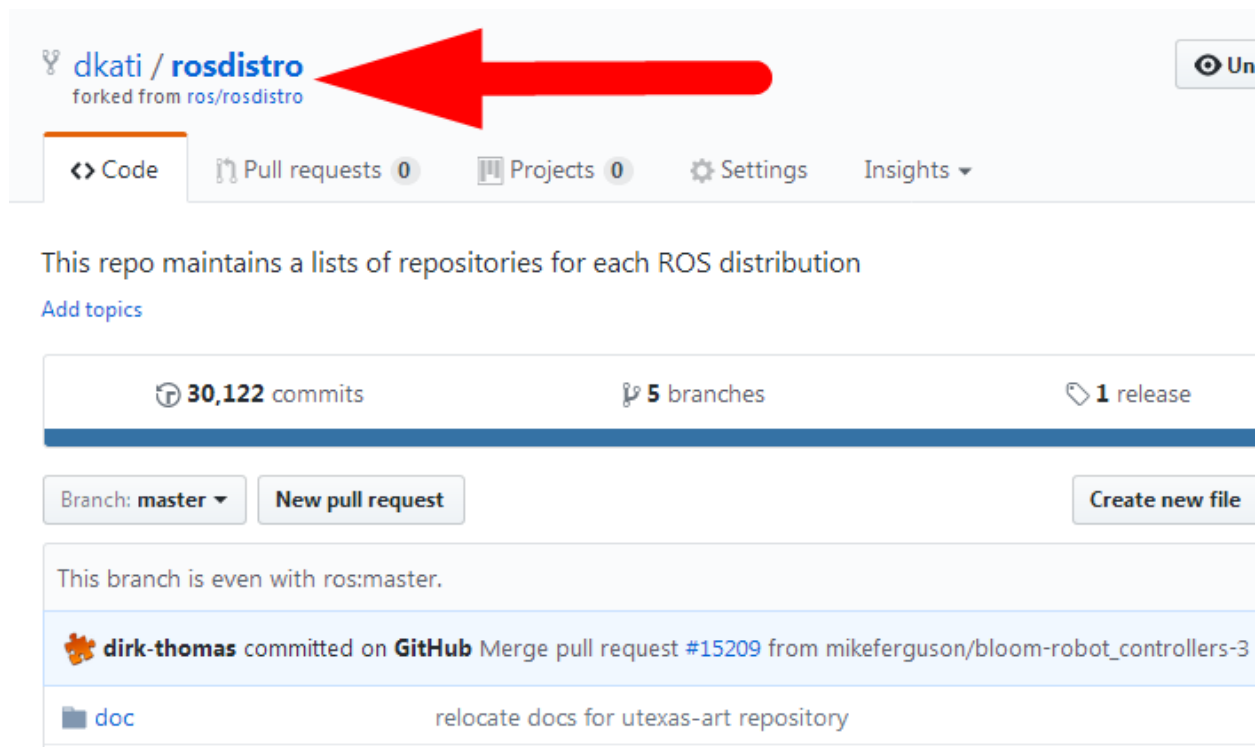 dkati / rosdistro
Un
forked from ros/rosdistro
Code Pull requests 0 Projects 0 Settings Insights
This repo maintains a lists of repositories for each ROS distribution
Add topics
30,122 commits 5 branches 1 release
Branch: master New pull request Create new file
This branch is even with ros:master.
dirk-thomas committed on GitHub Merge pull request #15209 from mikeferguson/bloom-robot_controllers-3
doc relocate docs for utexas-art repository